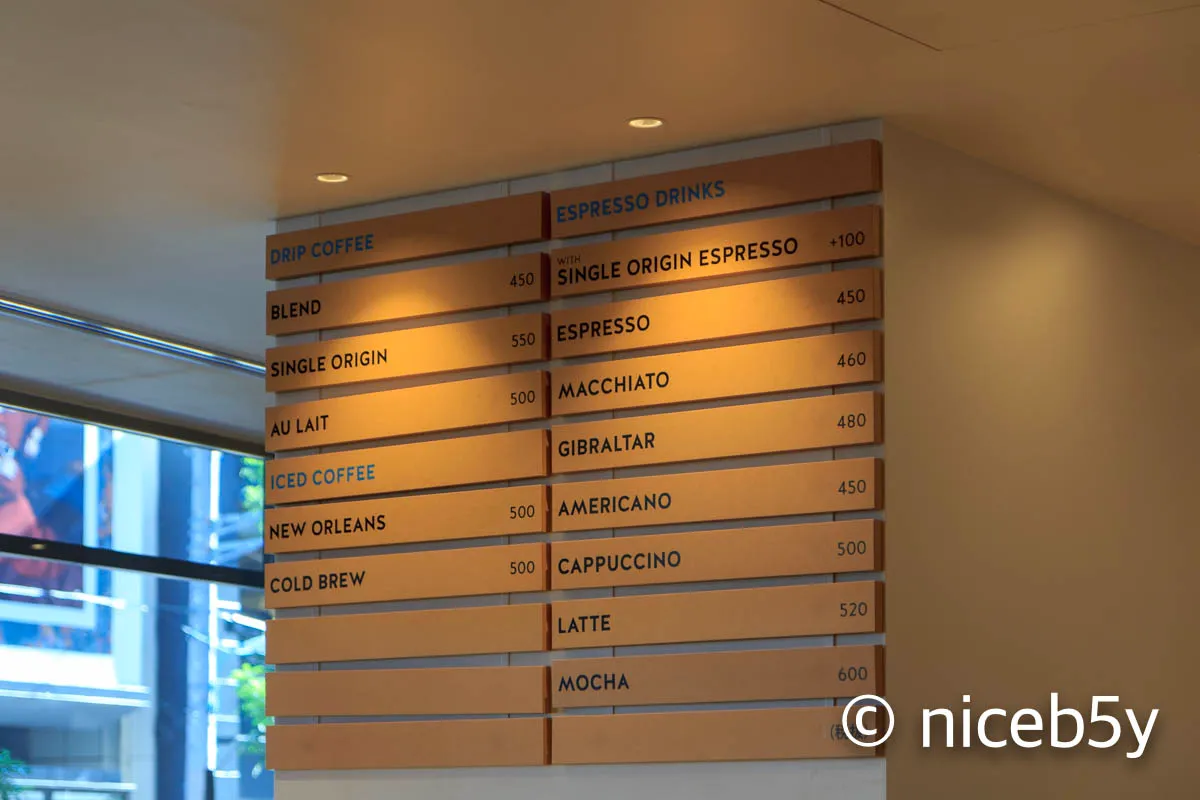 DRIP COFFEE
BLEND 450
SINGLE ORIGIN 550
AU LAIT 500
ICED COFFEE
NEW ORLEANS 500
COLD BREW 500
ESPRESSO DRINKS
WITH
SINGLE ORIGIN ESPRESSO +100
ESPRESSO 450
MACCHIATO 460
GIBRALTAR 480
AMERICANO 450
CAPPUCCINO 500
LATTE 520
MOCHA 600
© niceb5y